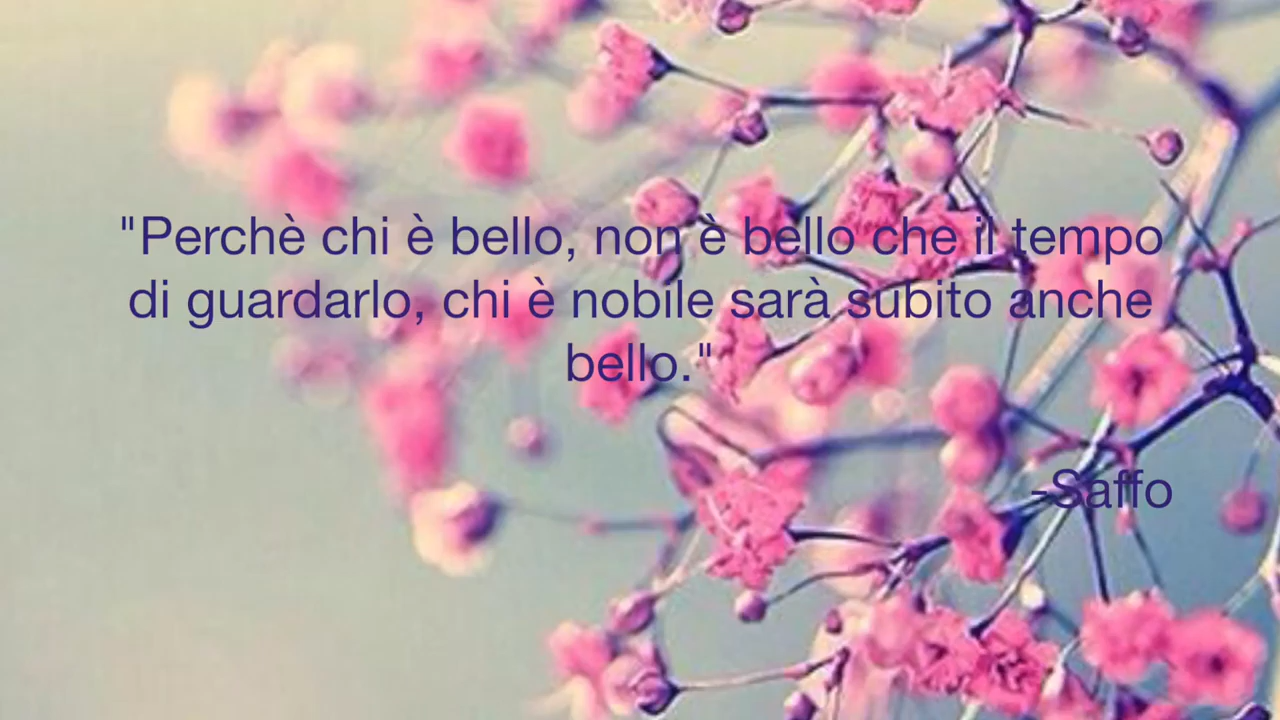 "Perchè chi è bello, non è bello che il tempo
di guardarlo, chi è nobile sarà subito anche
bello."
-Saffo